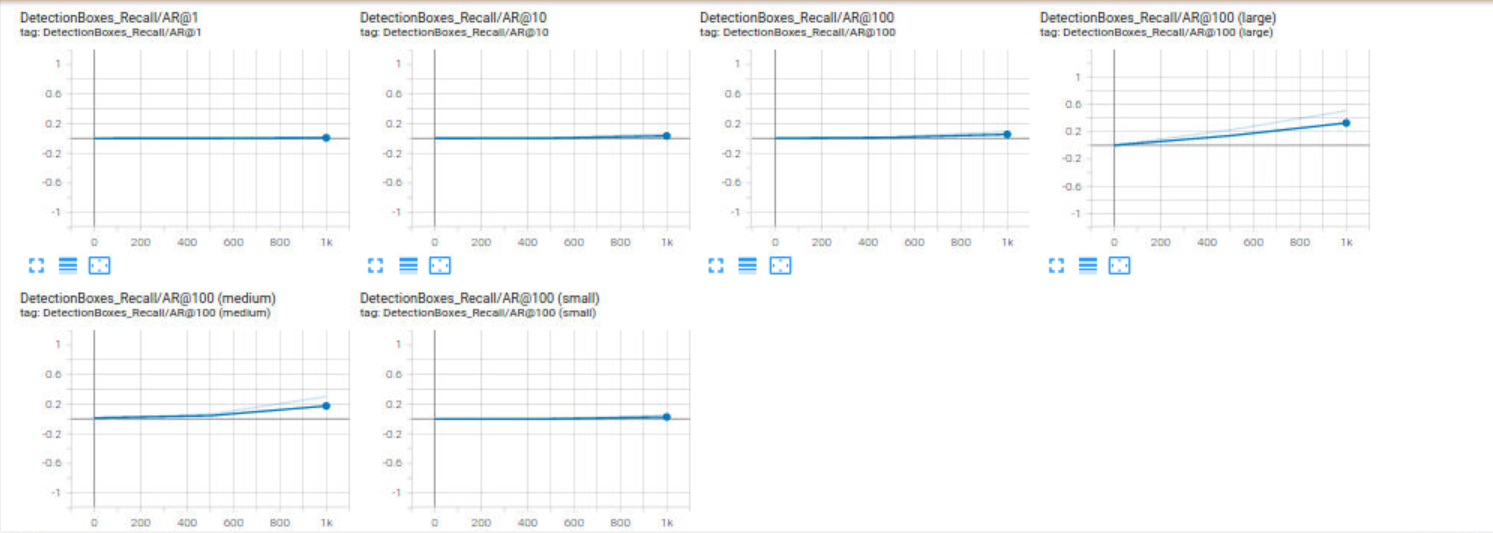 DetectionBoxes_Recall/AR@1
tag: DetectionBoxes_Recall/AR@1
1
0.6
0.2
-0.2
-0.6
-1
0 200 400 600 800 1k
DetectionBoxes_Recall/AR@10
tag: DetectionBoxes_Recall/AR@10
1
0.6
0.2
-0.2
-0.6
-1
0 200 400 600 800 1k
DetectionBoxes_Recall/AR@100
tag: DetectionBoxes_Recall/AR@100
1
0.6
0.2
-0.2
-0.6
-1
0 200 400 600 800 1k
DetectionBoxes_Recall/AR@100 (large)
tag: DetectionBoxes_Recall/AR@100 (large)
1
0.6
0.2
-0.2
-0.6
-1
0 200 400 600 800 1k
DetectionBoxes_Recall/AR@100 (medium)
tag: DetectionBoxes_Recall/AR@100 (medium)
1
0.6
0.2
-0.2
-0.6
-1
0 200 400 600 800 1k
DetectionBoxes_Recall/AR@100 (small)
tag: DetectionBoxes_Recall/AR@100 (small)
1
0.6
0.2
-0.2
-0.6
-1
0 200 400 600 800 1k